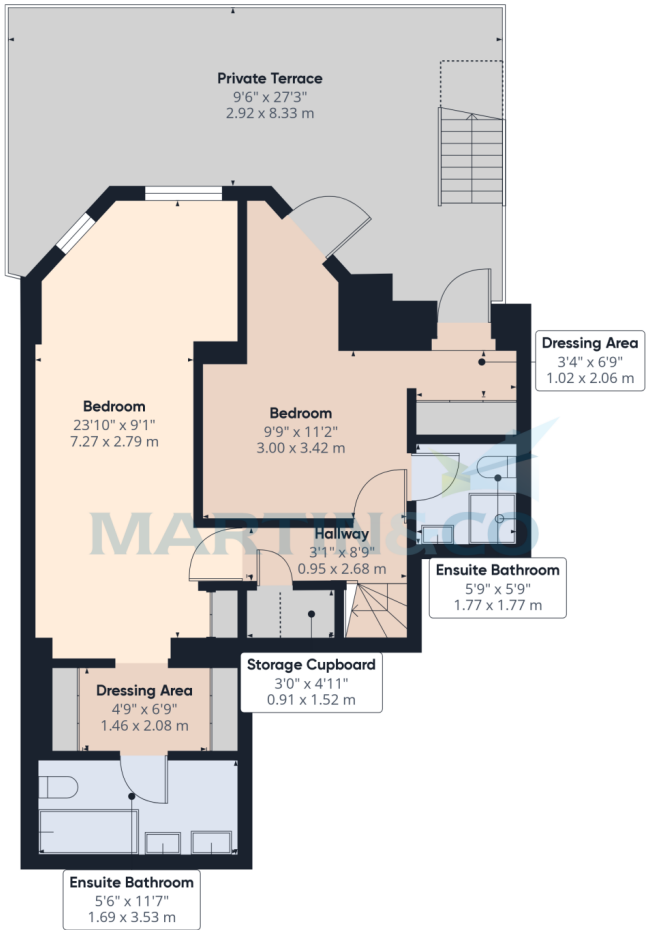 Private Terrace
9'6" x 27'3"
2.92 x 8.33 m
Dressing Area
3'4" x 6'9"
1.02 x 2.06 m
Bedroom
23'10" x 9'1"
7.27 x 2.79 m
Bedroom
9'9" x 11'2"
3.00 x 3.42 m
MARTIN&CO
Hallway
3'1" x 8'9"
0.95 x 2.68 m
Ensuite Bathroom
5'9" x 5'9"
1.77 x 1.77 m
Storage Cupboard
3'0" x 4'11"
0.91 x 1.52 m
Dressing Area
4'9" x 6'9"
1.46 x 2.08 m
Ensuite Bathroom
5'6" x 11'7"
1.69 x 3.53 m